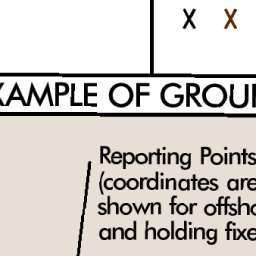 x x
XAMPLE OF GROU
Reporting Points
(coordinates are
shown for offsho
and holding fixe